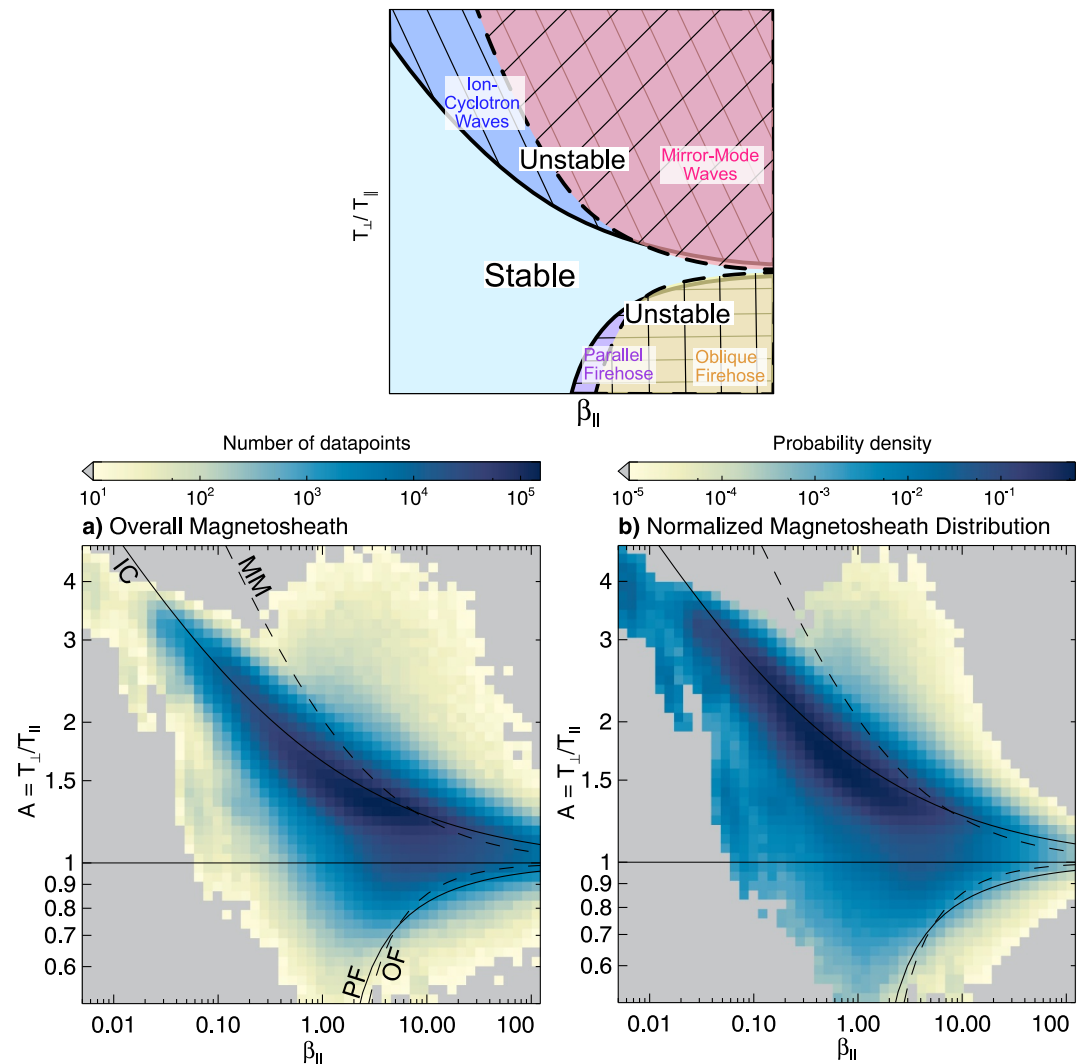 Ion-
Cyclotron
Waves
Unstable
Mirror-Mode
Waves
T⊥/ T∥
Stable
Unstable
Parallel
Firehose
Oblique
Firehose
β∥
Number of datapoints
10¹ 10² 10³ 10⁴ 10⁵
a) Overall Magnetosheath
IC
MM
4
3
2
1.5
1
0.9
0.8
0.7
0.6
A = T⊥/T∥
PF
OF
0.01 0.10 1.00 10.00 100
β∥
Probability density
10⁻⁵ 10⁻⁴ 10⁻³ 10⁻² 10⁻¹
b) Normalized Magnetosheath Distribution
4
3
2
1.5
1
0.9
0.8
0.7
0.6
A = T⊥/T∥
0.01 0.10 1.00 10.00 100
β∥